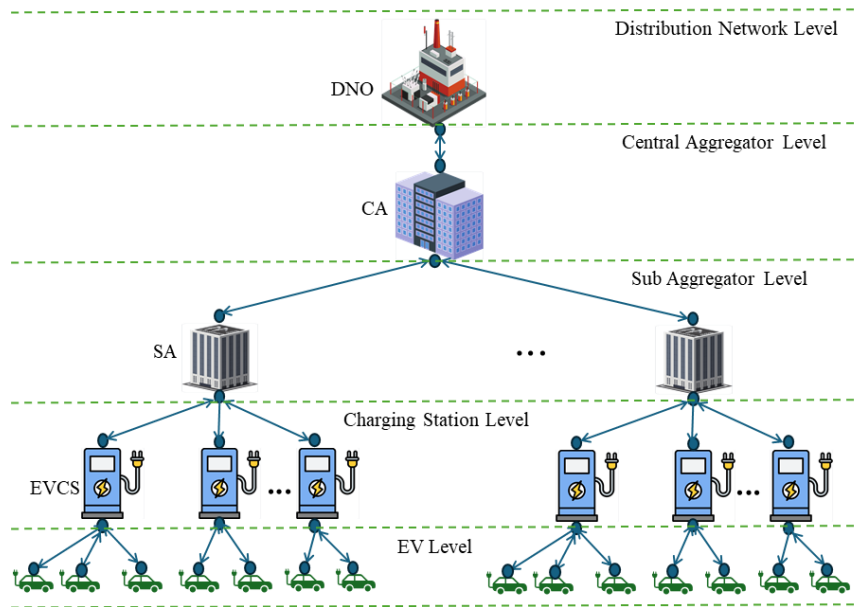 Distribution Network Level
DNO
Central Aggregator Level
CA
Sub Aggregator Level
SA
...
Charging Station Level
EVCS
... ...
EV Level